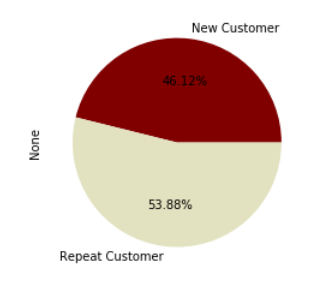 New Customer
46.12%
None
53.88%
Repeat Customer